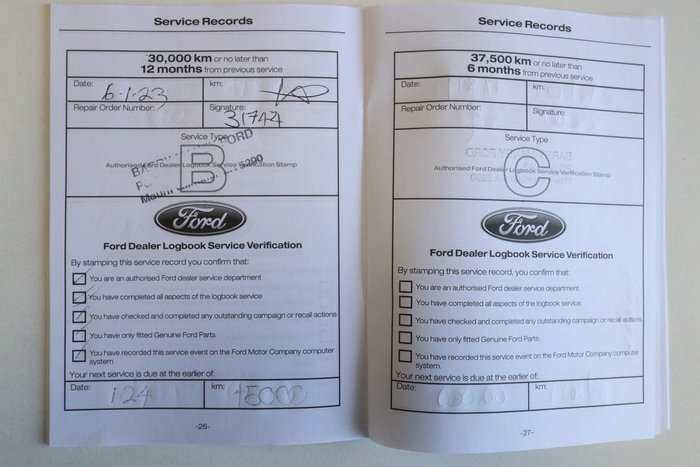 Service Records
30,000 km or no later than
12 months from previous service
Date:
6-1-23
km:
Repair Order Number:
Signature:
31744
Service Type
B
FORD
5290
Authorised Ford Dealer Logbook Service Verification Stamp
Ford
Ford Dealer Logbook Service Verification
By stamping this service record you confirm that:
You are an authorised Ford dealer service department
You have completed all aspects of the logbook service
You have checked and completed any outstanding campaign or recall actions
You have only fitted Genuine Ford Parts
You have recorded this service event on the Ford Motor Company computer
system.
Your next service is due at the earlier of:
Date:
1-24
km:
45000
-26-
Service Records
37,500 km or no later than
6 months from previous service
Date:
km:
Repair Order Number:
Signature:
Service Type
C
Authorised Ford Dealer Logbook Service Verification Stamp
Ford
Ford Dealer Logbook Service Verification
By stamping this service record, you confirm that:
You are an authorised Ford dealer service department.
You have completed all aspects of the logbook service.
You have checked and completed any outstanding campaign or recall actions
You have only fitted Genuine Ford Parts.
You have recorded this service event on the Ford Motor Company computer
system.
Your next service is due at the earlier of:
Date:
km:
-27-